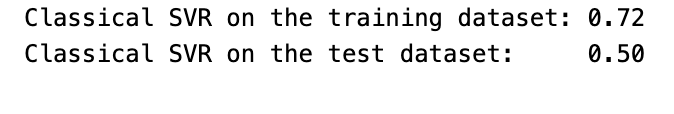 Classical SVR on the training dataset: 0.72
Classical SVR on the test dataset:     0.50